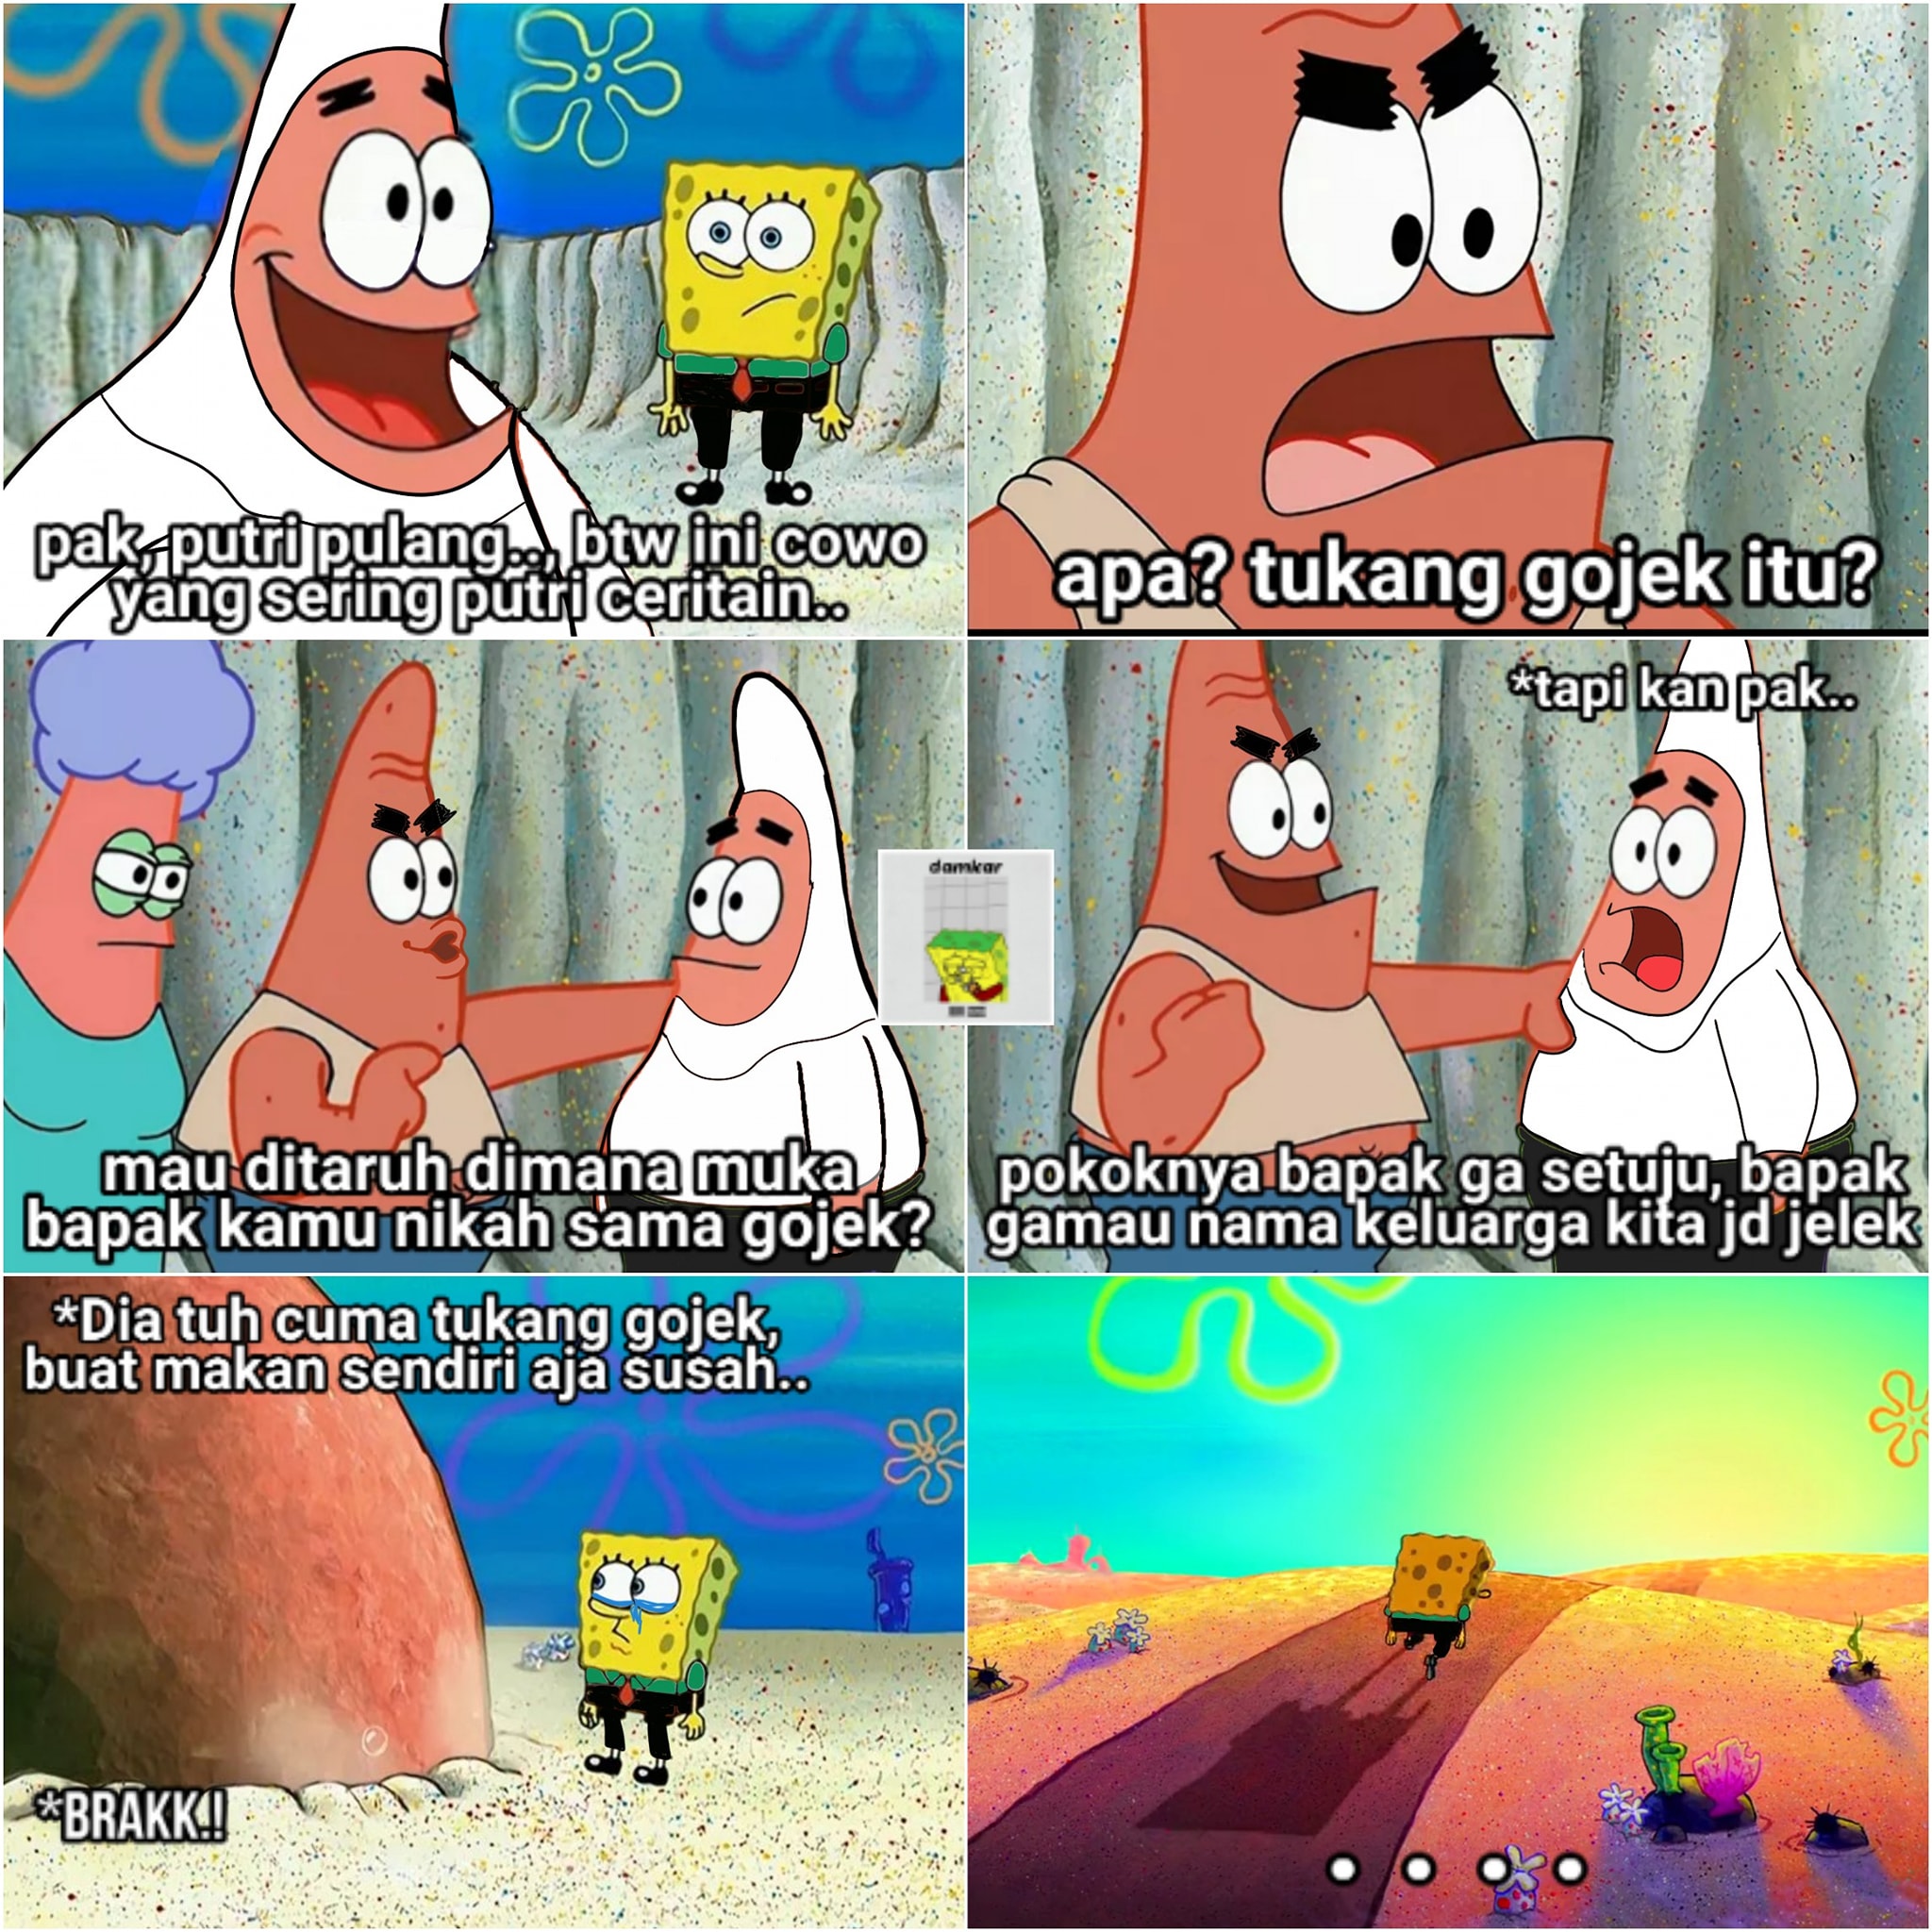 pak, putri pulang.., btw ini cowo
yang sering putri ceritain..
apa? tukang gojek itu?
mau ditaruh dimana muka
bapak kamu nikah sama gojek?
damkar
*tapi kan pak..
pokoknya bapak ga setuju, bapak
gamau nama keluarga kita jd jelek
*Dia tuh cuma tukang gojek,
buat makan sendiri aja susah..
*BRAKK.!
. . . .